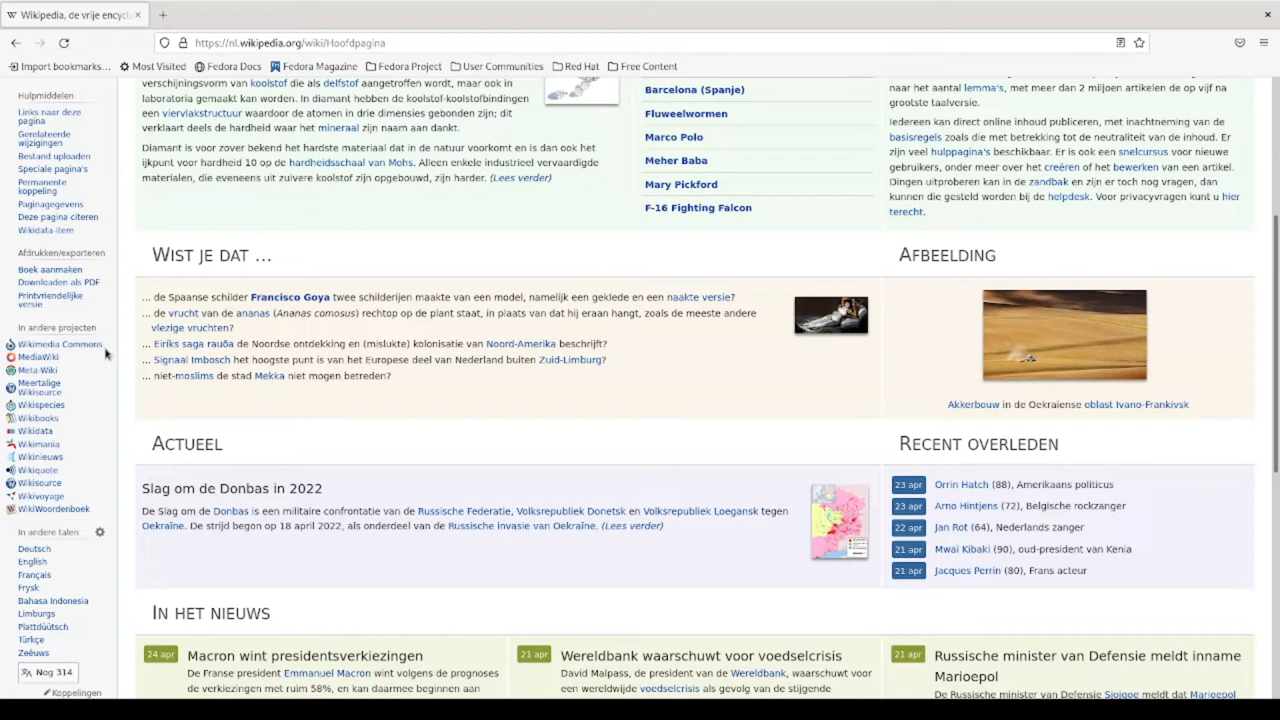 Wikipedia, de vrije encycl
https://nl.wikipedia.org/wiki/Hoofdpagina
Import bookmarks... Most Visited Fedora Docs Fedora Magazine Fedora Project User Communities Red Hat Free Content
Hulpmiddelen
Links naar deze
pagina
Gerelateerde
wijzigingen
Bestand uploaden
Speciale pagina's
Permanente
koppeling
Paginagegevens
Deze pagina citeren
Wikidata-item
Afdrukken/exporteren
Boek aanmaken
Downloaden als PDF
Printvriendelijke
versie
In andere projecten
Wikimedia Commons
MediaWiki
Meta-Wiki
Meertalige
Wikisource
Wikispecies
Wikibooks
Wikidata
Wikimania
Wikinieuws
Wikiquote
Wikisource
Wikivoyage
WikiWoordenboek
In andere talen
Deutsch
English
Français
Frysk
Bahasa Indonesia
Limburgs
Plattdüütsch
Türkçe
Zeêuws
Nog 314
Koppelingen
verschijningsvorm van koolstof die als delfstof aangetroffen wordt, maar ook in
laboratoria gemaakt kan worden. In diamant hebben de koolstof-koolstofbindingen
een viervlakstructuur waardoor de atomen in drie dimensies gebonden zijn; dit
verklaart deels de hardheid waar het mineraal zijn naam aan dankt.
Diamant is voor zover bekend het hardste materiaal dat in de natuur voorkomt en is dan ook het
ijkpunt voor hardheid 10 op de hardheidsschaal van Mohs. Alleen enkele industrieel vervaardigde
materialen, die eveneens uit zuivere koolstof zijn opgebouwd, zijn harder. (Lees verder)
Barcelona (Spanje)
Fluweelwormen
Marco Polo
Meher Baba
Mary Pickford
F-16 Fighting Falcon
naar het aantal lemma's, met meer dan 2 miljoen artikelen de op vijf na
grootste taalversie.
Iedereen kan direct online inhoud publiceren, met inachtneming van de
basisregels zoals die met betrekking tot de neutraliteit van de inhoud. Er
zijn veel hulppagina's beschikbaar. Er is ook een snelcursus voor nieuwe
gebruikers, onder meer over het creëren of het bewerken van een artikel.
Dingen uitproberen kan in de zandbak en zijn er toch nog vragen, dan
kunnen die gesteld worden bij de helpdesk. Voor privacyvragen kunt u hier
terecht.
WIST JE DAT ...
... de Spaanse schilder Francisco Goya twee schilderijen maakte van een model, namelijk een geklede en een naakte versie?
... de vrucht van de ananas (Ananas comosus) rechtop op de plant staat, in plaats van dat hij eraan hangt, zoals de meeste andere
vlezige vruchten?
... Eiríks saga rauða de Noordse ontdekking en (mislukte) kolonisatie van Noord-Amerika beschrijft?
... Signaal Imbosch het hoogste punt is van het Europese deel van Nederland buiten Zuid-Limburg?
... niet-moslims de stad Mekka niet mogen betreden?
AFBEELDING
Akkerbouw in de Oekraïense oblast Ivano-Frankivsk
ACTUEEL
Slag om de Donbas in 2022
De Slag om de Donbas is een militaire confrontatie van de Russische Federatie, Volksrepubliek Donetsk en Volksrepubliek Loegansk tegen
Oekraïne. De strijd begon op 18 april 2022, als onderdeel van de Russische invasie van Oekraïne. (Lees verder)
RECENT OVERLEDEN
23 apr Orrin Hatch (88), Amerikaans politicus
23 apr Arno Hintjens (72), Belgische rockzanger
22 apr Jan Rot (64), Nederlands zanger
21 apr Mwai Kibaki (90), oud-president van Kenia
21 apr Jacques Perrin (80), Frans acteur
IN HET NIEUWS
24 apr Macron wint presidentsverkiezingen
De Franse president Emmanuel Macron wint volgens de prognoses
de verkiezingen met ruim 58%, en kan daarmee beginnen aan
21 apr Wereldbank waarschuwt voor voedselcrisis
David Malpass, de president van de Wereldbank, waarschuwt voor
een wereldwijde voedselcrisis als gevolg van de stijgende
21 apr Russische minister van Defensie meldt inname
Marioepol
De Russische minister van Defensie Sjojgoe meldt dat Marioepol